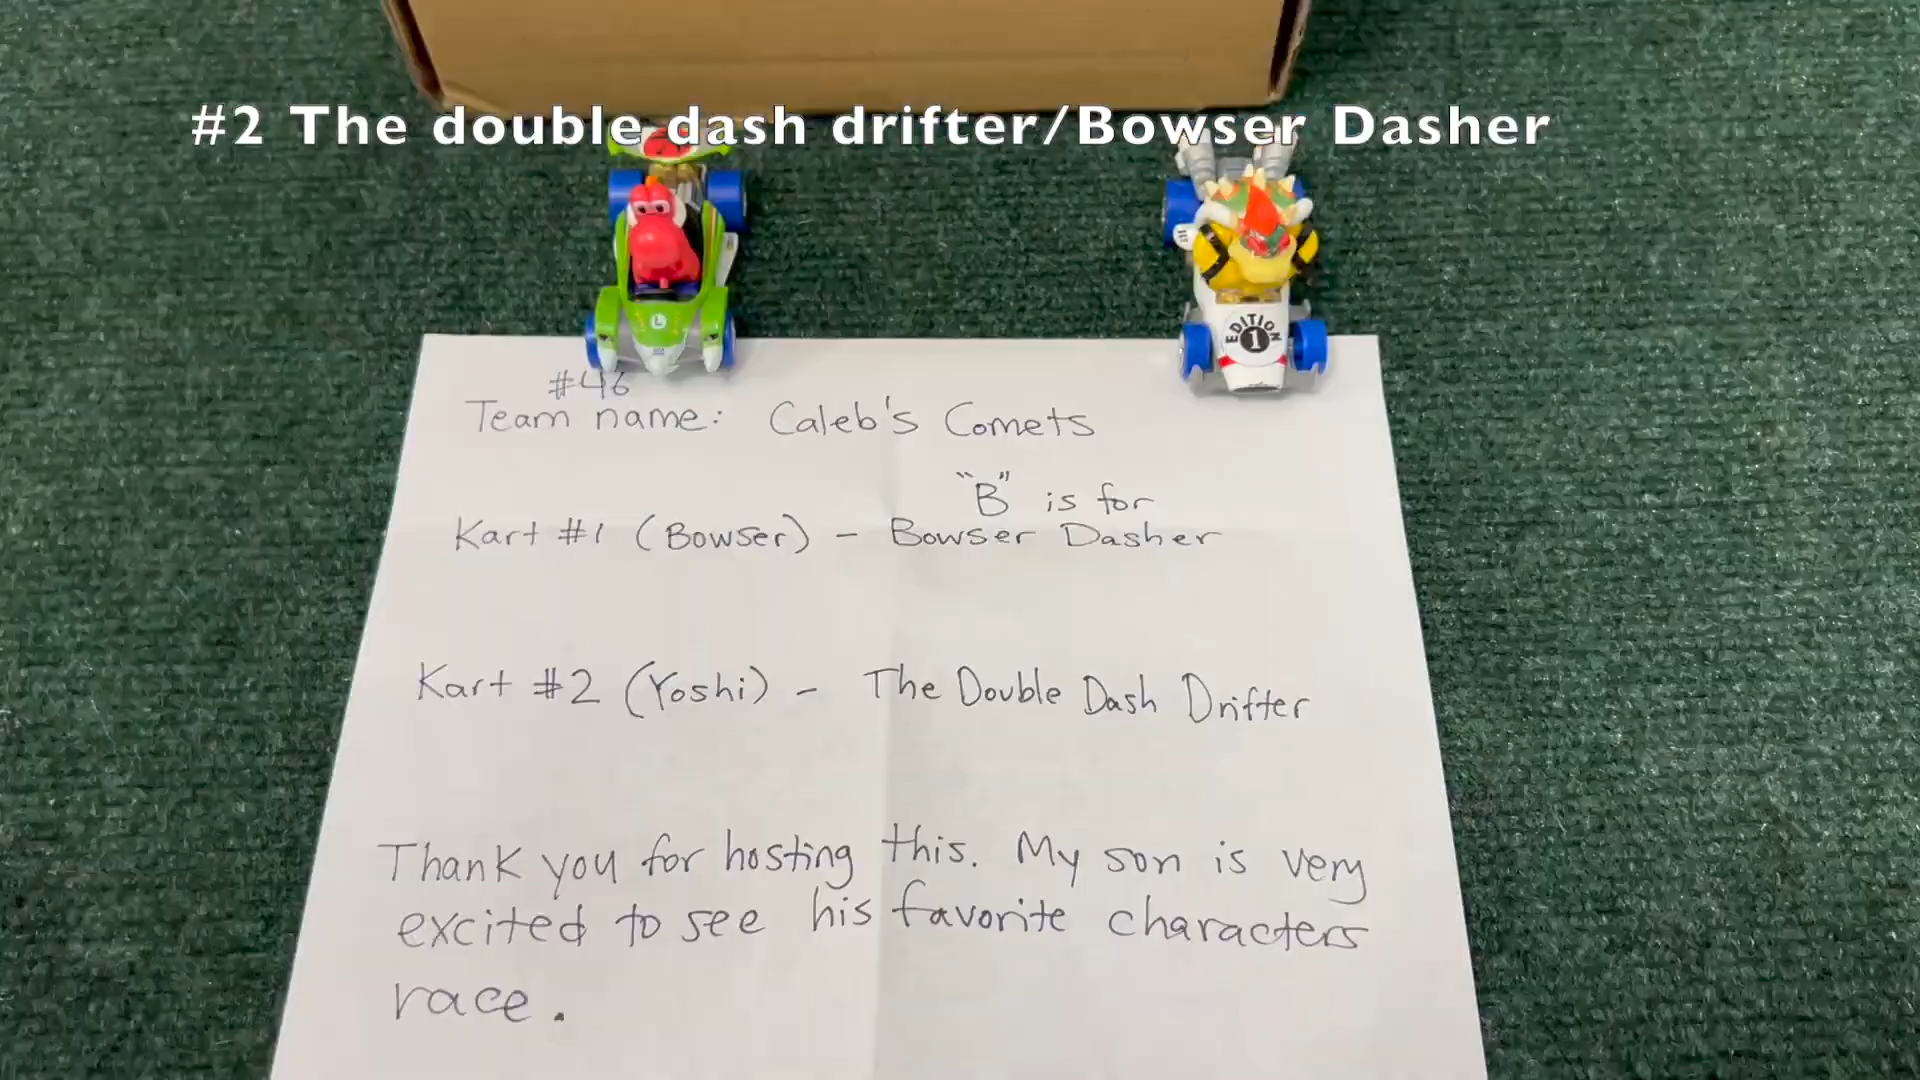 #2 The double dash drifter/Bowser Dasher
L
EDITION
1
#46
Team name: Caleb's Comets
"B" is for
Kart #1 (Bowser) - Bowser Dasher
Kart #2 (Yoshi) - The Double Dash Drifter
Thank you for hosting this. My son is very
excited to see his favorite characters
race.